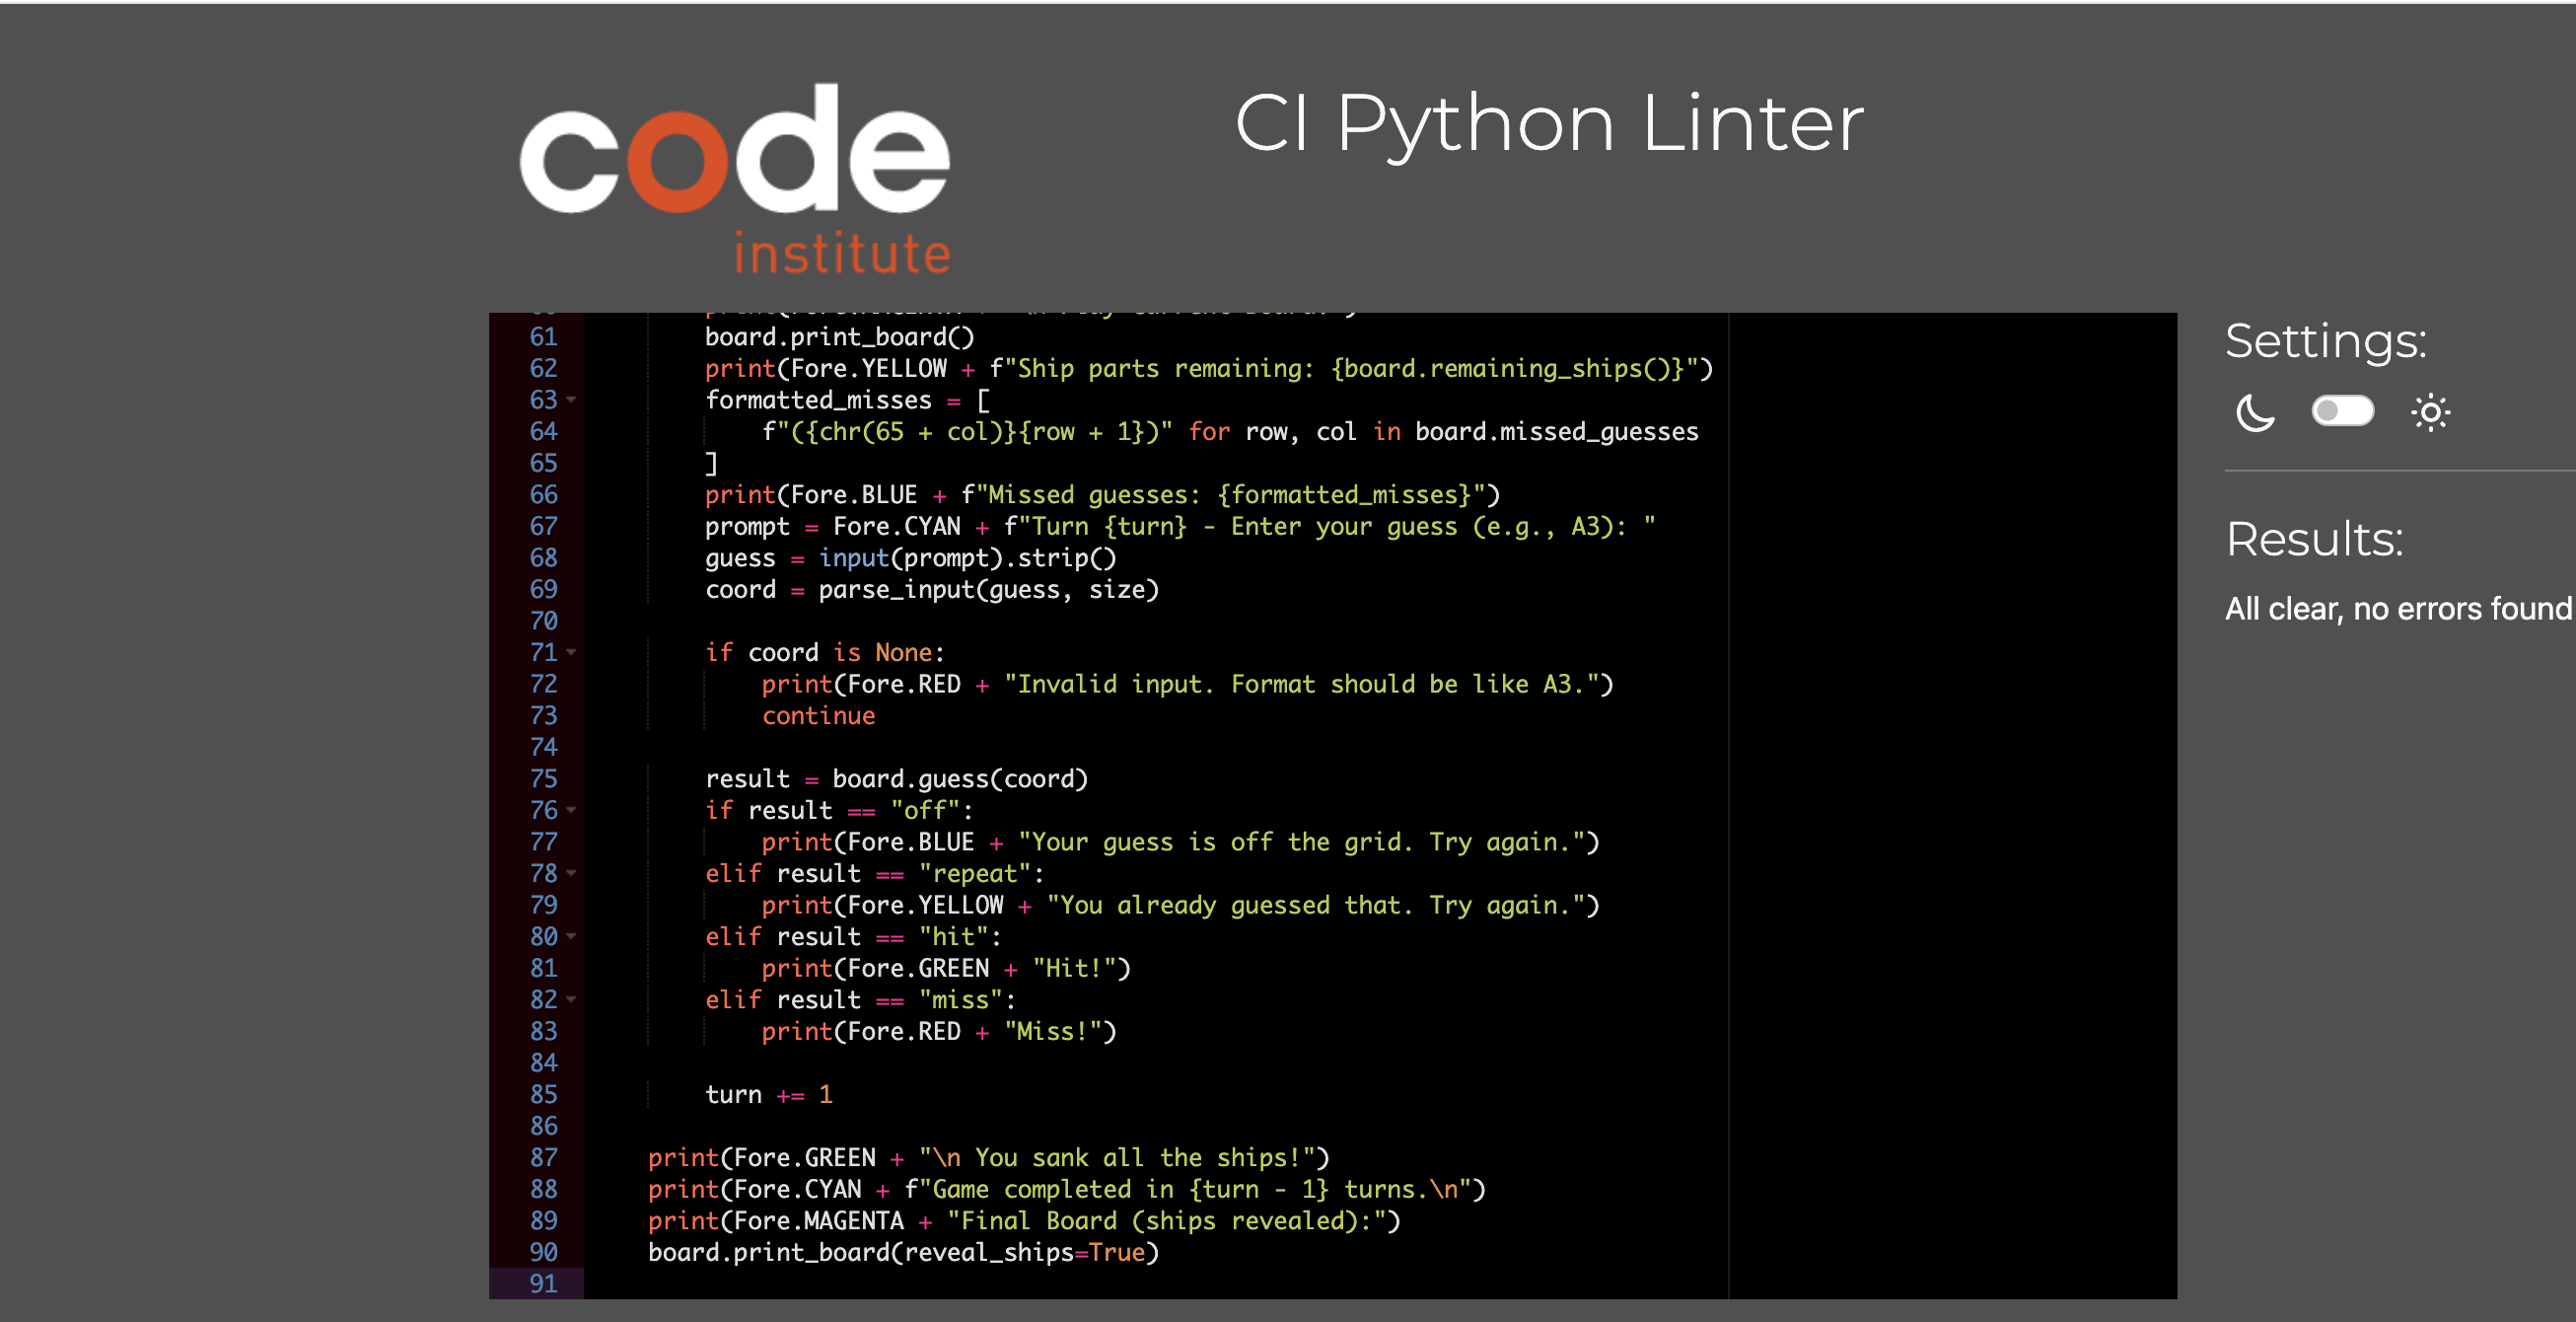 code
institute
CI Python Linter
61 board.print_board()
62 print(Fore.YELLOW + f"Ship parts remaining: {board.remaining_ships()}")
63 formatted_misses = [
64 f"({chr(65 + col)}{row + 1})" for row, col in board.missed_guesses
65 ]
66 print(Fore.BLUE + f"Missed guesses: {formatted_misses}")
67 prompt = Fore.CYAN + f"Turn {turn} - Enter your guess (e.g., A3): "
68 guess = input(prompt).strip()
69 coord = parse_input(guess, size)
70
71 if coord is None:
72 print(Fore.RED + "Invalid input. Format should be like A3.")
73 continue
74
75 result = board.guess(coord)
76 if result == "off":
77 print(Fore.BLUE + "Your guess is off the grid. Try again.")
78 elif result == "repeat":
79 print(Fore.YELLOW + "You already guessed that. Try again.")
80 elif result == "hit":
81 print(Fore.GREEN + "Hit!")
82 elif result == "miss":
83 print(Fore.RED + "Miss!")
84
85 turn += 1
86
87 print(Fore.GREEN + "\n You sank all the ships!")
88 print(Fore.CYAN + f"Game completed in {turn - 1} turns.\n")
89 print(Fore.MAGENTA + "Final Board (ships revealed):")
90 board.print_board(reveal_ships=True)
91
Settings:
Results:
All clear, no errors found